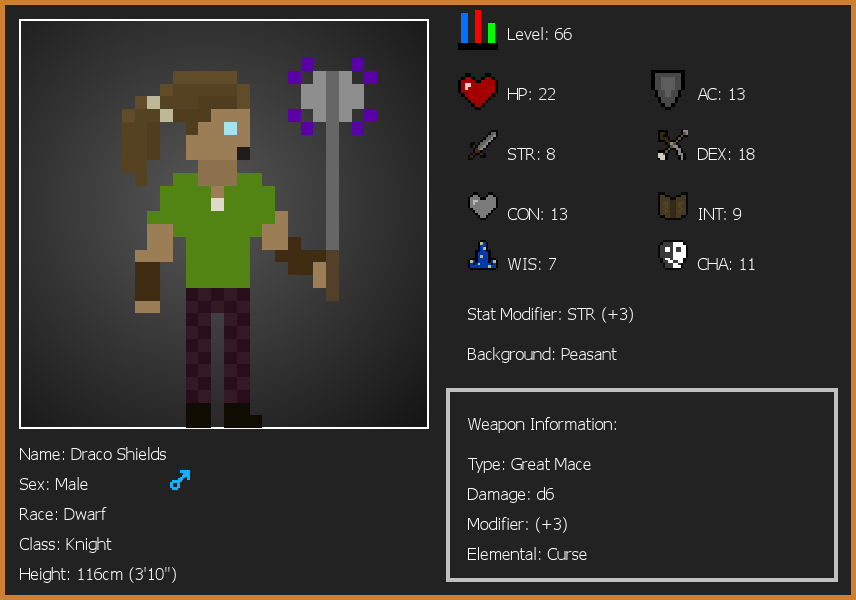 Level: 66
HP: 22
AC: 13
STR: 8
DEX: 18
CON: 13
INT: 9
WIS: 7
CHA: 11
Stat Modifier: STR (+3)
Background: Peasant
Weapon Information:
Type: Great Mace
Damage: d6
Modifier: (+3)
Elemental: Curse
Name: Draco Shields
Sex: Male
Race: Dwarf
Class: Knight
Height: 116cm (3'10")